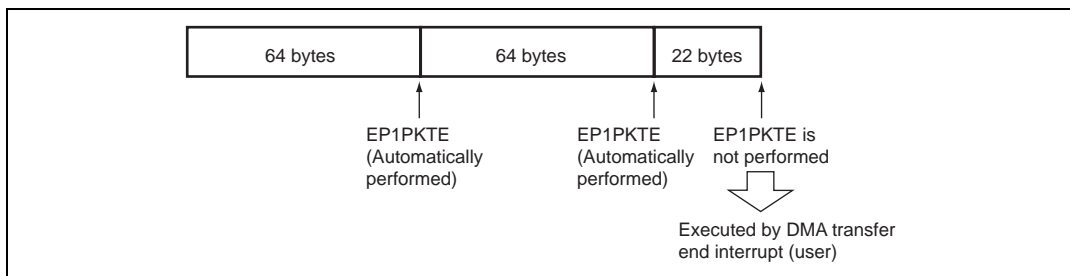 64 bytes
64 bytes
22 bytes
EP1PKTE
(Automatically
performed)
EP1PKTE
(Automatically
performed)
EP1PKTE is
not performed
Executed by DMA transfer
end interrupt (user)